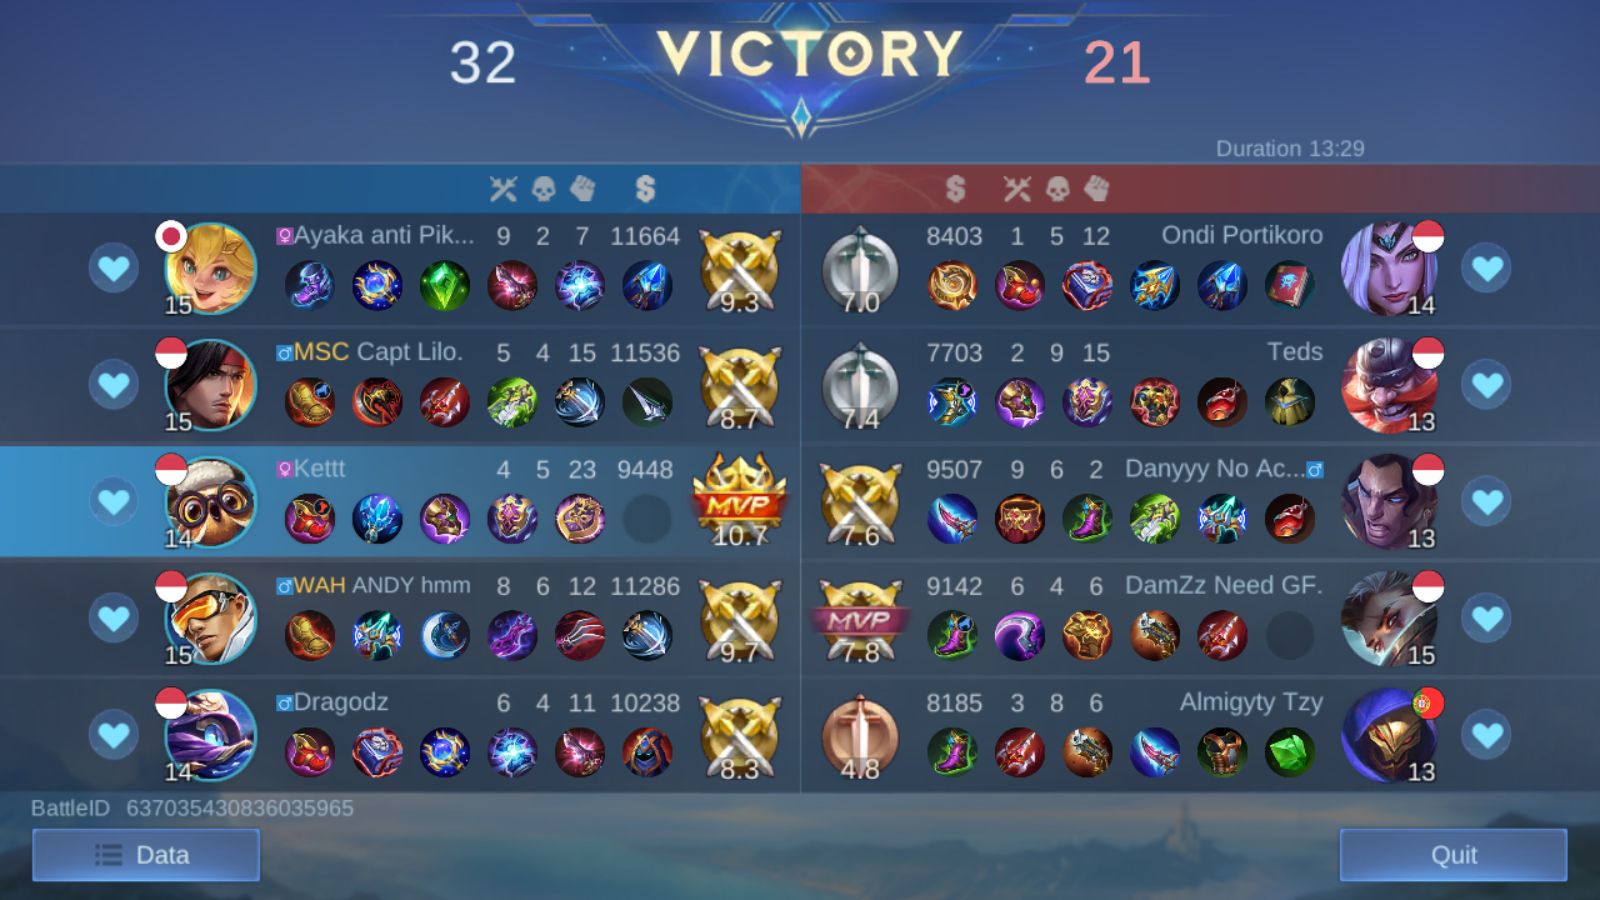 32 VICTORY 21
Duration 13:29
Ayaka anti Pik... 9 2 7 11664
15 9.3
7.0 8403 1 5 12 Ondi Portikoro
14
MSC Capt Lilo. 5 4 15 11536
15 8.7
7.4 7703 2 9 15 Teds
13
Kettt 4 5 23 9448
14 MVP 10.7
7.6 9507 9 6 2 Danyyy No Ac...
13
WAH ANDY hmm 8 6 12 11286
15 9.7
MVP 7.8 9142 6 4 6 DamZz Need GF.
15
Dragodz 6 4 11 10238
14 8.3
4.8 8185 3 8 6 Almigyty Tzy
13
BattleID 637035430836035965
Data
Quit